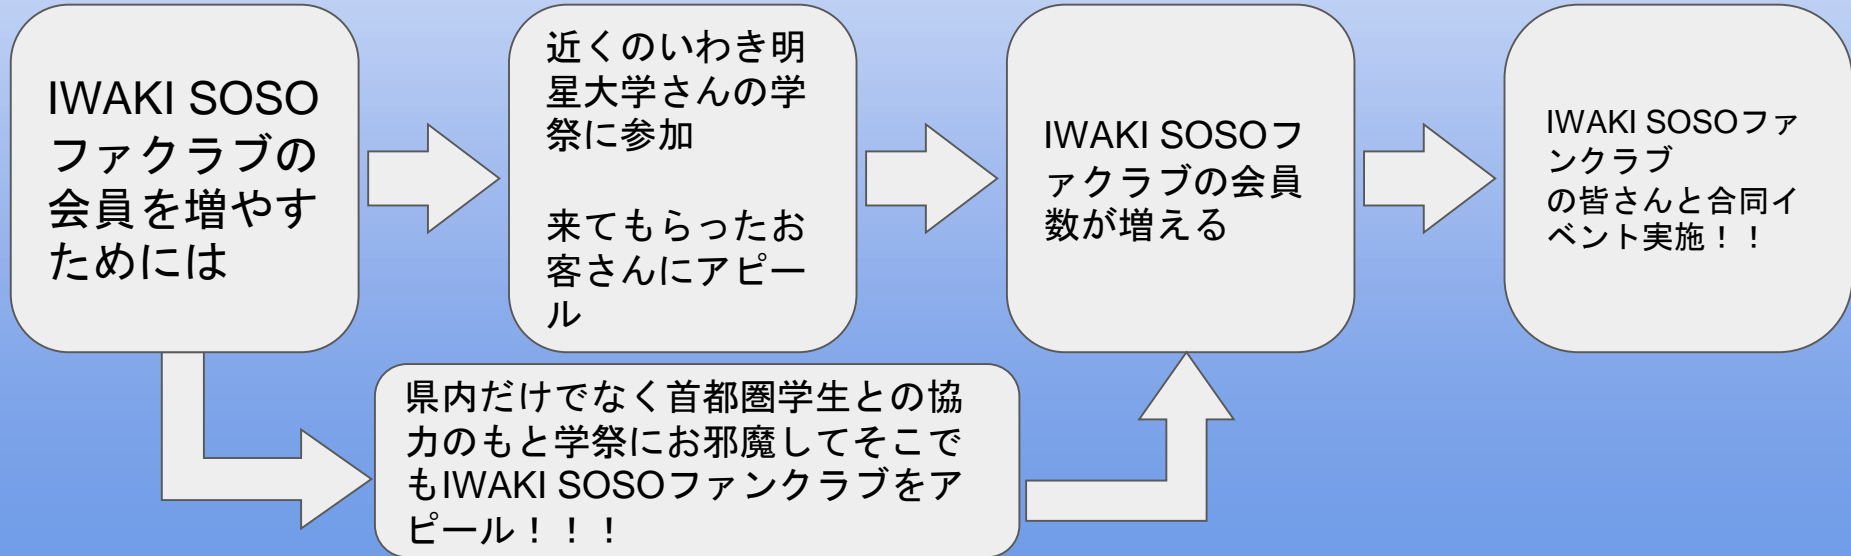 IWAKI SOSO
ファクラブの
会員を増やす
ためには
近くのいわき明
星大学さんの学
祭に参加
来てもらったお
客さんにアピー
ル
IWAKI SOSOフ
ァクラブの会員
数が増える
IWAKI SOSOファ
ンクラブ
の皆さんと合同イ
ベント実施！！
県内だけでなく首都圏学生との協
力のもと学祭にお邪魔してそこで
もIWAKI SOSOファンクラブをア
ピール！！！